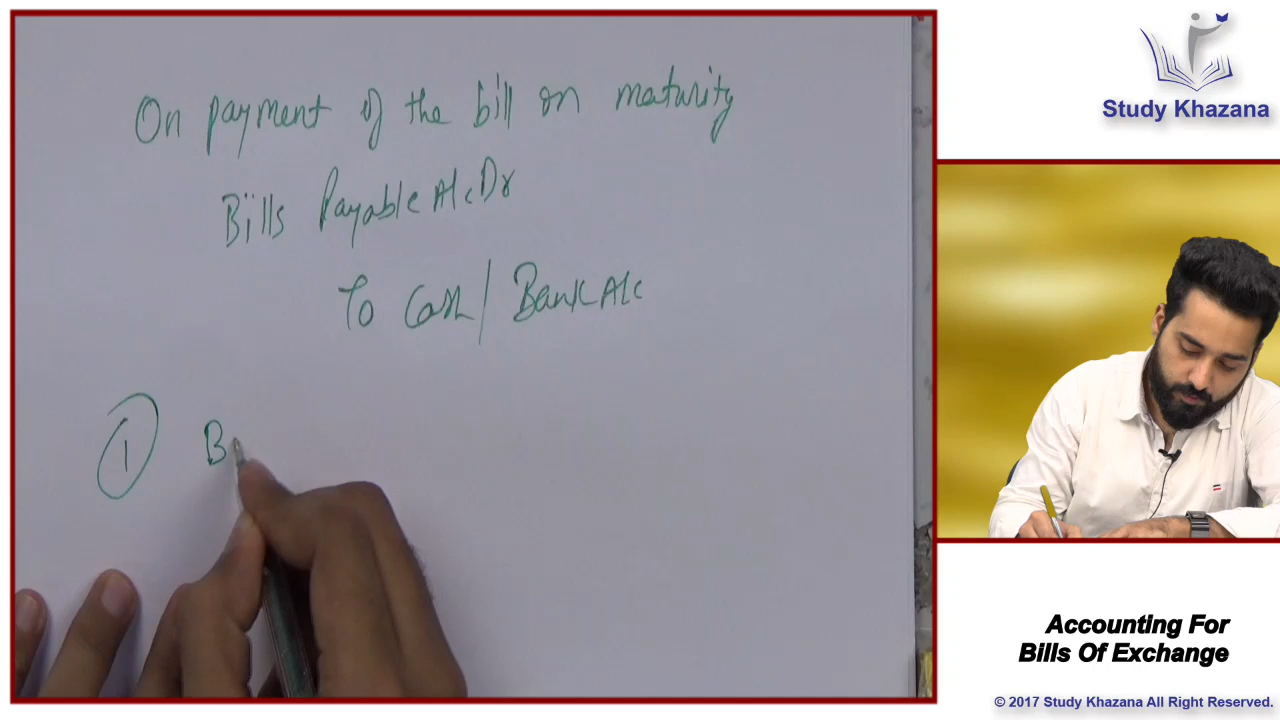 On payment of the bill on maturity
Bills Payable A/c Dr
To Cash / Bank A/c
1 B
Study Khazana
Accounting For
Bills Of Exchange
© 2017 Study Khazana All Right Reserved.